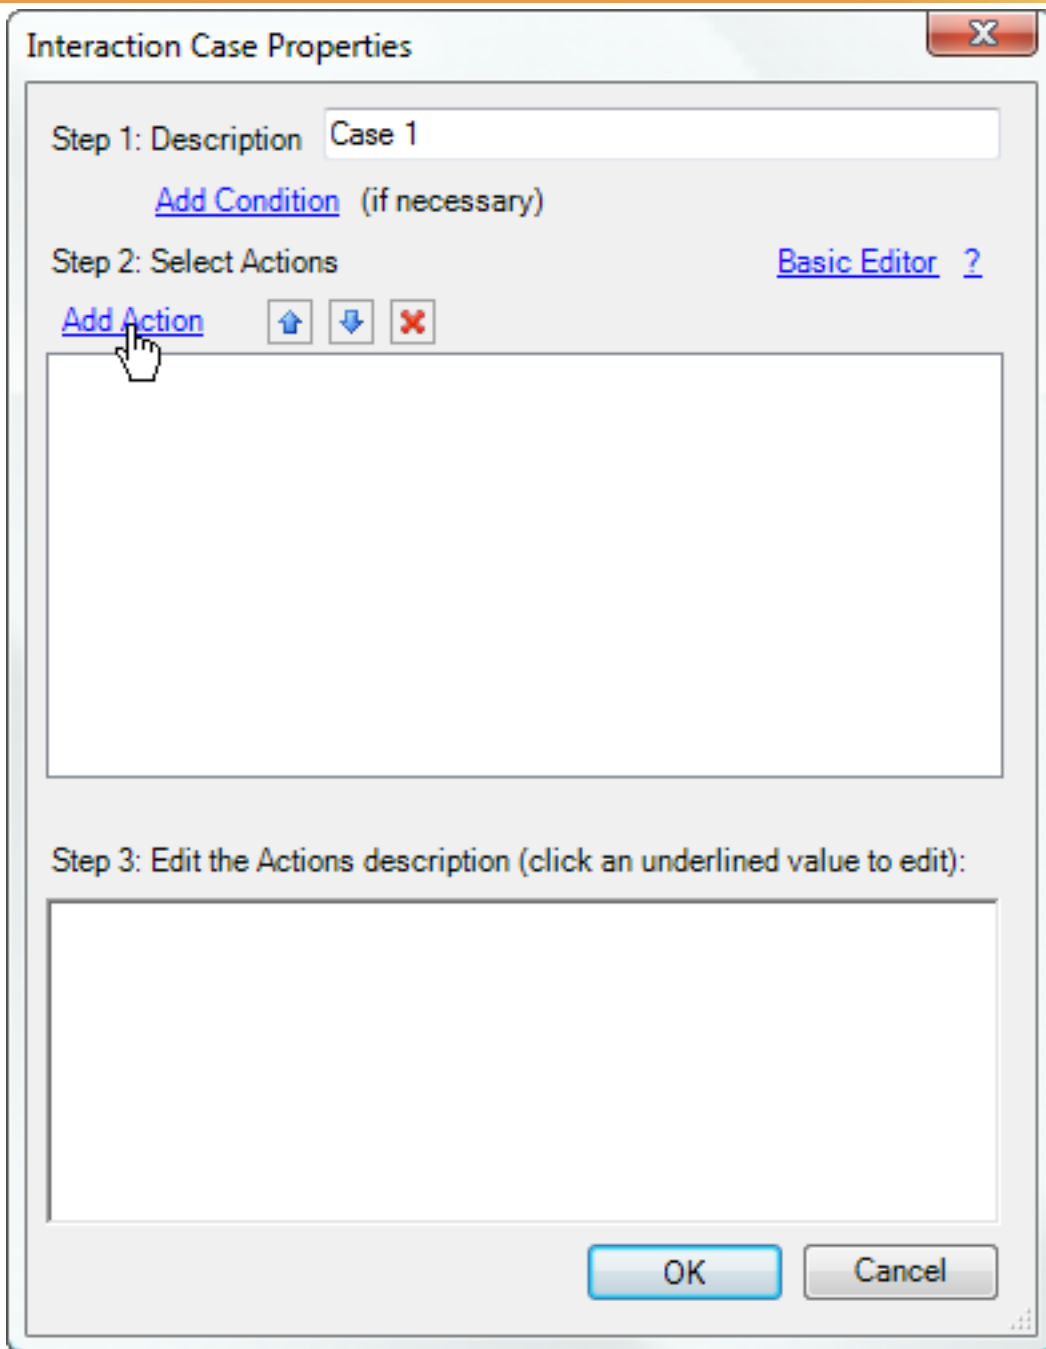 Interaction Case Properties
Step 1: Description Case 1
Add Condition (if necessary)
Step 2: Select Actions Basic Editor ?
Add Action
Step 3: Edit the Actions description (click an underlined value to edit):
OK Cancel